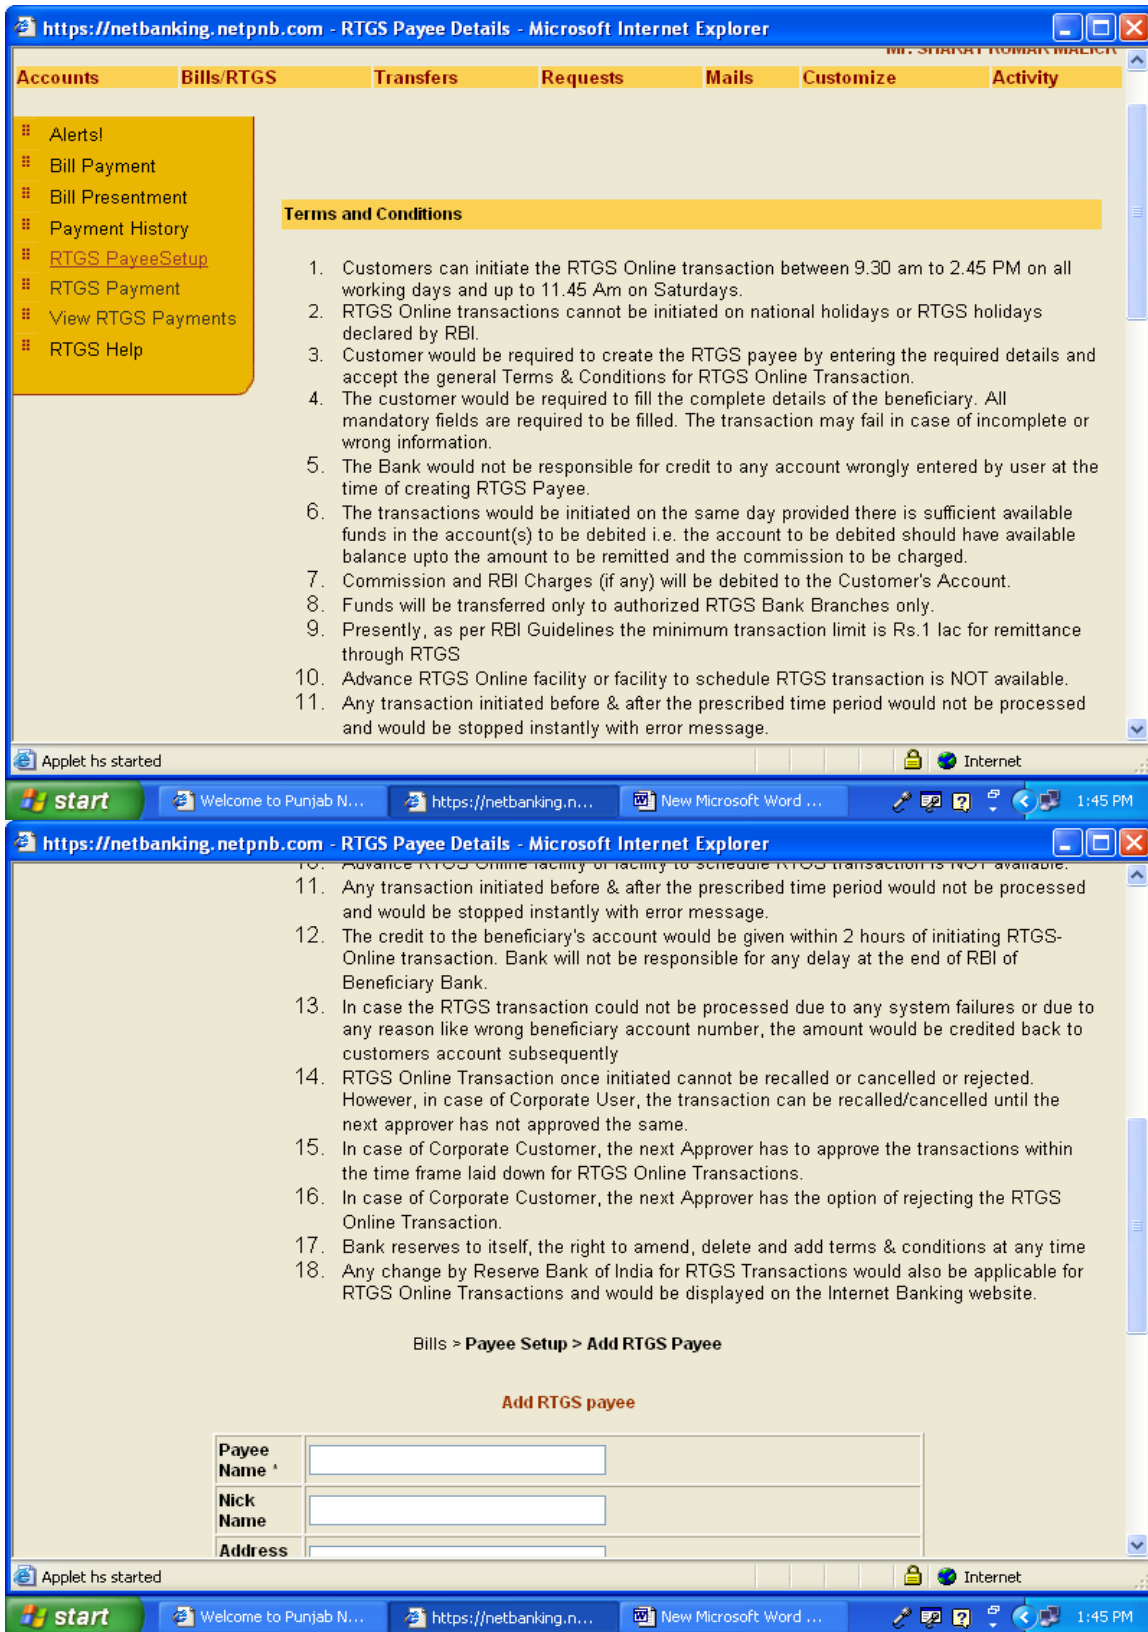 https://netbanking.netpnb.com - RTGS Payee Details - Microsoft Internet Explorer
Mr. SHARAT KUMAR MALICK
Accounts Bills/RTGS Transfers Requests Mails Customize Activity
Alerts!
Bill Payment
Bill Presentment
Payment History
RTGS PayeeSetup
RTGS Payment
View RTGS Payments
RTGS Help
Terms and Conditions
1. Customers can initiate the RTGS Online transaction between 9.30 am to 2.45 PM on all
working days and up to 11.45 Am on Saturdays.
2. RTGS Online transactions cannot be initiated on national holidays or RTGS holidays
declared by RBI.
3. Customer would be required to create the RTGS payee by entering the required details and
accept the general Terms & Conditions for RTGS Online Transaction.
4. The customer would be required to fill the complete details of the beneficiary. All
mandatory fields are required to be filled. The transaction may fail in case of incomplete or
wrong information.
5. The Bank would not be responsible for credit to any account wrongly entered by user at the
time of creating RTGS Payee.
6. The transactions would be initiated on the same day provided there is sufficient available
funds in the account(s) to be debited i.e. the account to be debited should have available
balance upto the amount to be remitted and the commission to be charged.
7. Commission and RBI Charges (if any) will be debited to the Customer's Account.
8. Funds will be transferred only to authorized RTGS Bank Branches only.
9. Presently, as per RBI Guidelines the minimum transaction limit is Rs.1 lac for remittance
through RTGS
10. Advance RTGS Online facility or facility to schedule RTGS transaction is NOT available.
11. Any transaction initiated before & after the prescribed time period would not be processed
and would be stopped instantly with error message.
Applet hs started Internet
start Welcome to Punjab N... https://netbanking.n... New Microsoft Word ... 1:45 PM
https://netbanking.netpnb.com - RTGS Payee Details - Microsoft Internet Explorer
10. Advance RTGS Online facility or facility to schedule RTGS transaction is NOT available.
11. Any transaction initiated before & after the prescribed time period would not be processed
and would be stopped instantly with error message.
12. The credit to the beneficiary's account would be given within 2 hours of initiating RTGS-
Online transaction. Bank will not be responsible for any delay at the end of RBI of
Beneficiary Bank.
13. In case the RTGS transaction could not be processed due to any system failures or due to
any reason like wrong beneficiary account number, the amount would be credited back to
customers account subsequently
14. RTGS Online Transaction once initiated cannot be recalled or cancelled or rejected.
However, in case of Corporate User, the transaction can be recalled/cancelled until the
next approver has not approved the same.
15. In case of Corporate Customer, the next Approver has to approve the transactions within
the time frame laid down for RTGS Online Transactions.
16. In case of Corporate Customer, the next Approver has the option of rejecting the RTGS
Online Transaction.
17. Bank reserves to itself, the right to amend, delete and add terms & conditions at any time
18. Any change by Reserve Bank of India for RTGS Transactions would also be applicable for
RTGS Online Transactions and would be displayed on the Internet Banking website.
Bills > Payee Setup > Add RTGS Payee
Add RTGS payee
Payee
Name *
Nick
Name
Address
Applet hs started Internet
start Welcome to Punjab N... https://netbanking.n... New Microsoft Word ... 1:45 PM